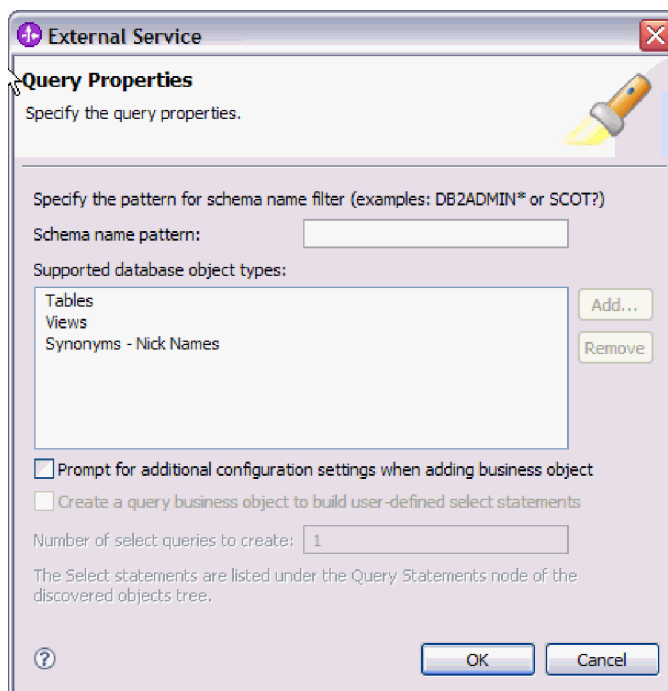 External Service
Query Properties
Specify the query properties.
Specify the pattern for schema name filter (examples: DB2ADMIN* or SCOT?)
Schema name pattern:
Supported database object types:
Tables
Views
Synonyms - Nick Names
Add...
Remove
Prompt for additional configuration settings when adding business object
Create a query business object to build user-defined select statements
Number of select queries to create: 1
The Select statements are listed under the Query Statements node of the
discovered objects tree.
?
OK
Cancel